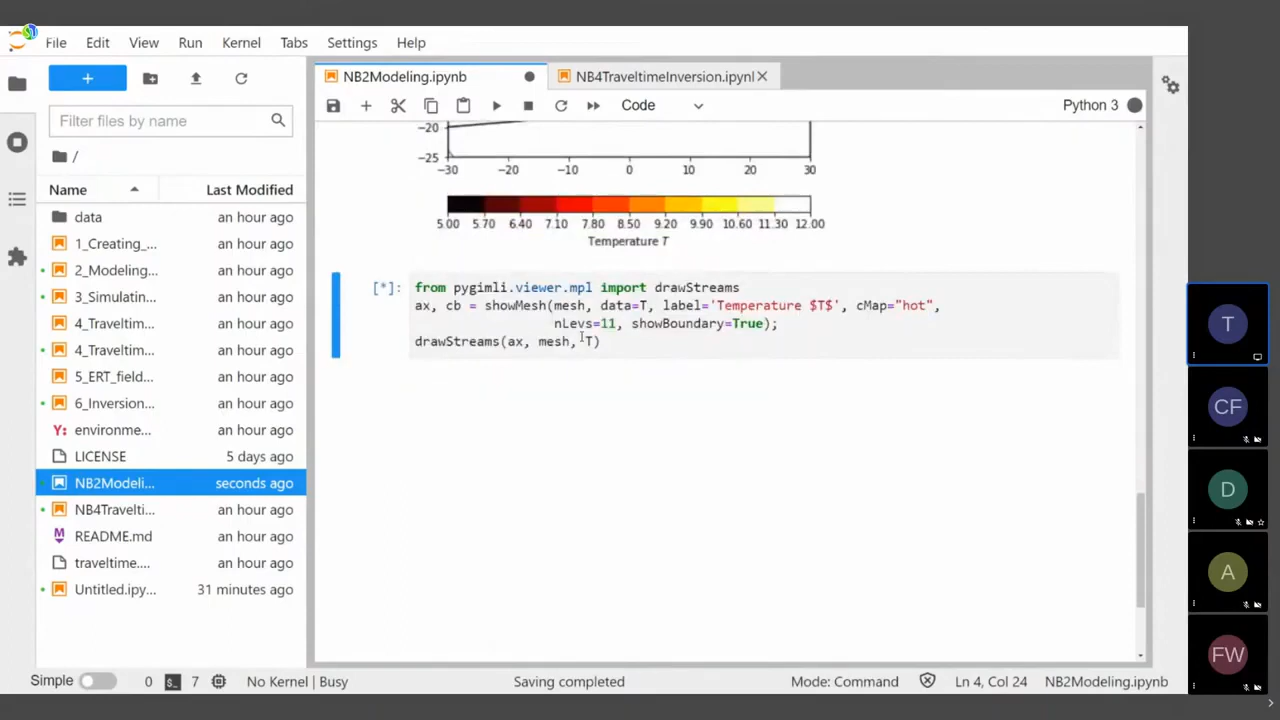 File Edit View Run Kernel Tabs Settings Help
NB2Modeling.ipynb
NB4TraveltimeInversion.ipynl
Code
Python 3
Filter files by name
/
Name Last Modified
data an hour ago
1_Creating_... an hour ago
2_Modeling... an hour ago
3_Simulatin... an hour ago
4_Traveltim... an hour ago
4_Traveltim... an hour ago
5_ERT_field... an hour ago
6_Inversion... an hour ago
Y: environme... an hour ago
LICENSE 5 days ago
NB2Modeli... seconds ago
NB4Travelti... an hour ago
README.md an hour ago
traveltime.... an hour ago
Untitled.ipy... 31 minutes ago
−20
−25
−30 −20 −10 0 10 20 30
5.00 5.70 6.40 7.10 7.80 8.50 9.20 9.90 10.60 11.30 12.00
Temperature T
[*]:
from pygimli.viewer.mpl import drawStreams
ax, cb = showMesh(mesh, data=T, label='Temperature $T$', cMap="hot",
nLevs=11, showBoundary=True);
drawStreams(ax, mesh, T)
T
CF
D
A
FW
Simple 0 $_ 7 No Kernel | Busy Saving completed Mode: Command Ln 4, Col 24 NB2Modeling.ipynb